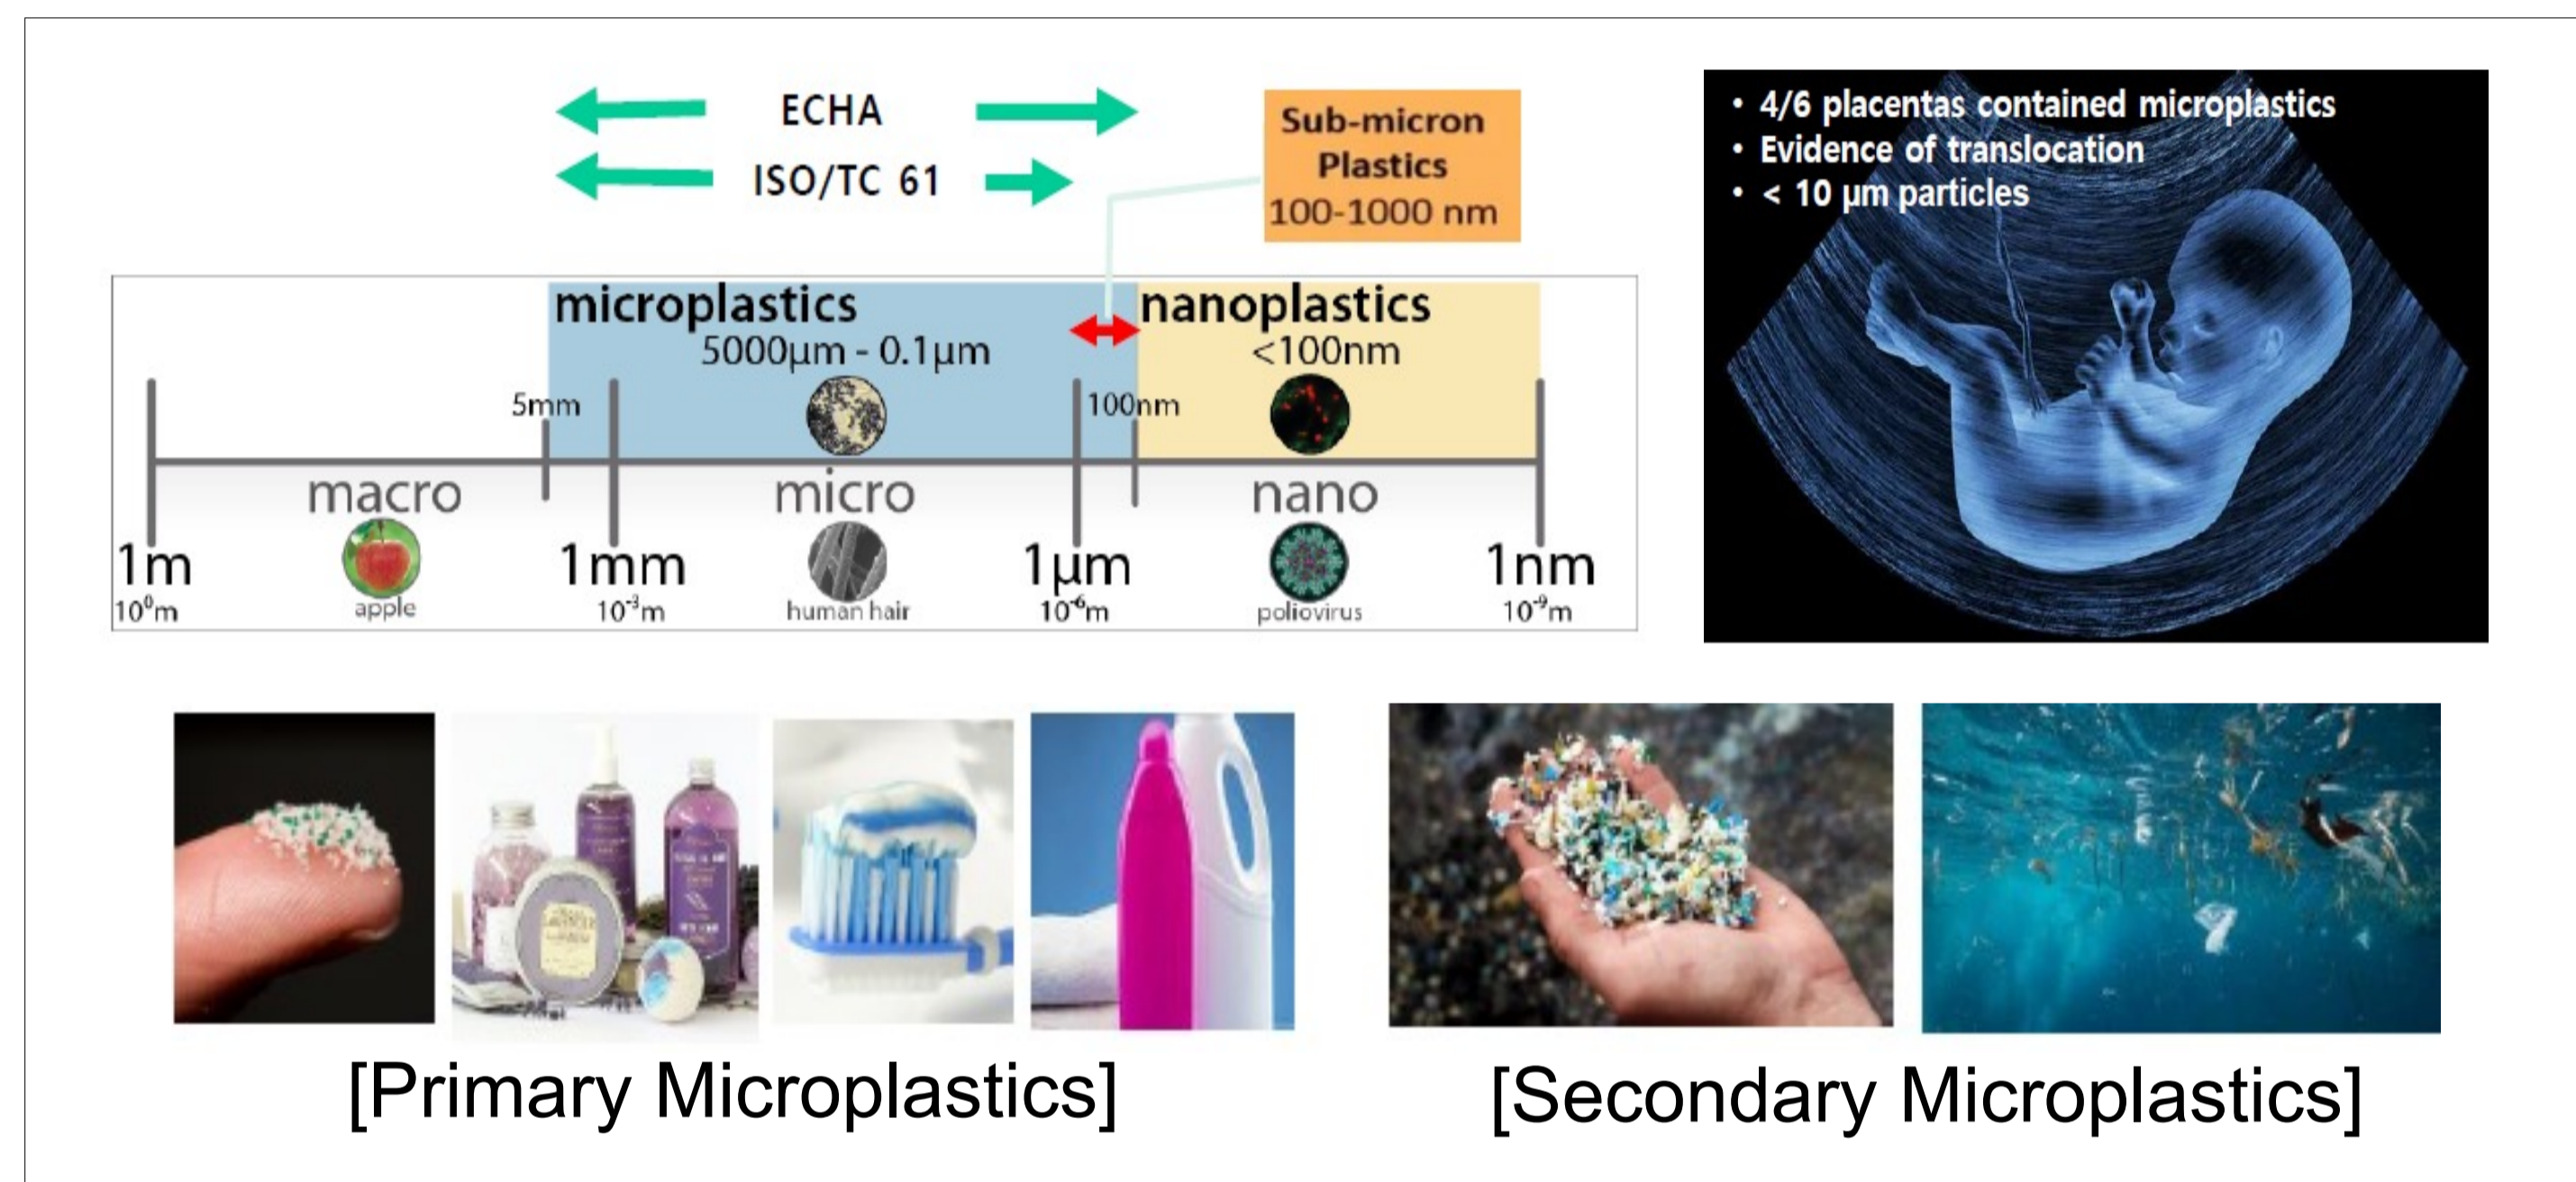 ECHA
ISO/TC 61
Sub-micron
Plastics
100-1000 nm
microplastics
5000µm - 0.1µm
nanoplastics
<100nm
5mm
100nm
macro
micro
nano
1m
10⁰m
apple
1mm
10⁻³m
human hair
1µm
10⁻⁶m
poliovirus
1nm
10⁻⁹m
• 4/6 placentas contained microplastics
• Evidence of translocation
• < 10 µm particles
[Primary Microplastics]
[Secondary Microplastics]